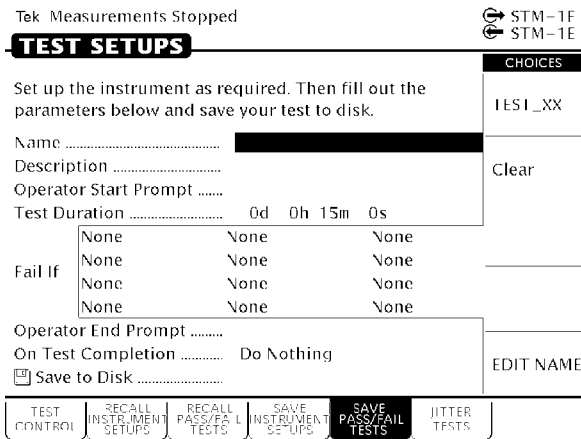 Tek Measurements Stopped
STM-1E
STM-1E
TEST SETUPS
CHOICES
Set up the instrument as required. Then fill out the
parameters below and save your test to disk.
TEST_XX
Name ..........................................
Description .............................
Clear
Operator Start Prompt .......
Test Duration ......................... 0d 0h 15m 0s
None None None
None None None
Fail If
None None None
None None None
Operator End Prompt .........
On Test Completion ............ Do Nothing
Save to Disk .......................
EDIT NAME
TEST
CONTROL
RECALL
INSTRUMENT
SETUPS
RECALL
PASS/FAIL
TESTS
SAVE
INSTRUMENT
SETUPS
SAVE
PASS/FAIL
TESTS
JITTER
TESTS